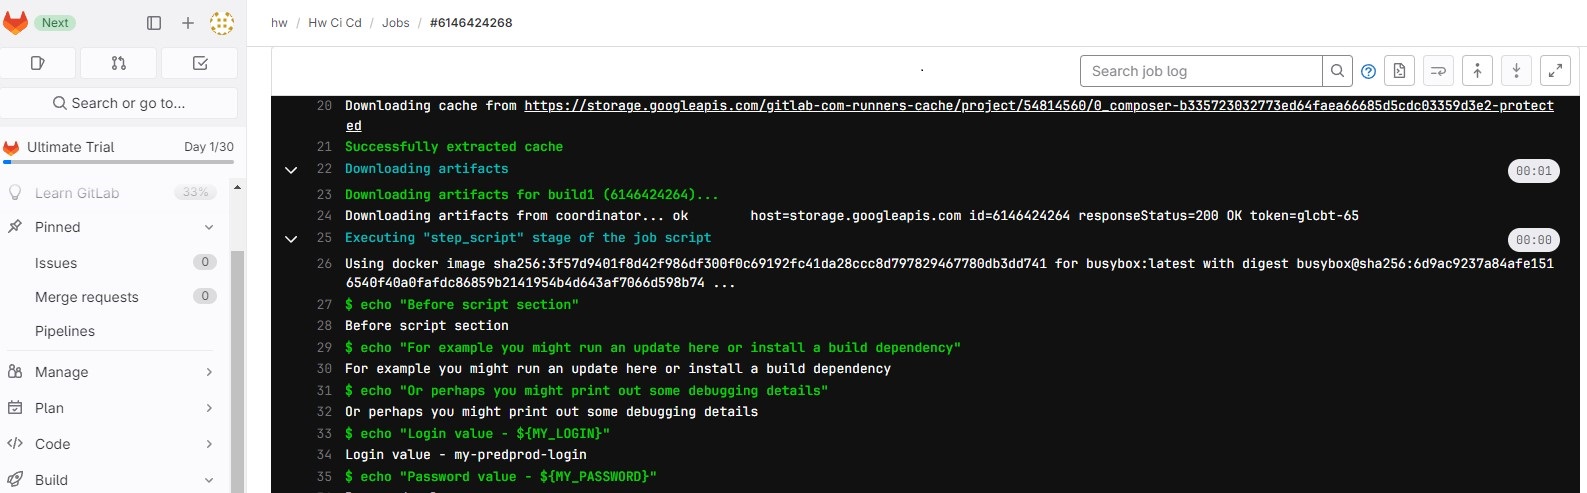 Next
hw / Hw Ci Cd / Jobs / #6146424268
Search or go to...
Ultimate Trial Day 1/30
Learn GitLab 33%
Pinned
Issues 0
Merge requests 0
Pipelines
Manage
Plan
Code
Build
Search job log
20 Downloading cache from https://storage.googleapis.com/gitlab-com-runners-cache/project/54814560/0_composer-b335723032773ed64faea66685d5cdc03359d3e2-protect
ed
21 Successfully extracted cache
22 Downloading artifacts 00:01
23 Downloading artifacts for build1 (6146424264)...
24 Downloading artifacts from coordinator... ok host=storage.googleapis.com id=6146424264 responseStatus=200 OK token=glcbt-65
25 Executing "step_script" stage of the job script 00:00
26 Using docker image sha256:3f57d9401f8d42f986df300f0c69192fc41da28ccc8d797829467780db3dd741 for busybox:latest with digest busybox@sha256:6d9ac9237a84afe151
6540f40a0fafdc86859b2141954b4d643af7066d598b74 ...
27 $ echo "Before script section"
28 Before script section
29 $ echo "For example you might run an update here or install a build dependency"
30 For example you might run an update here or install a build dependency
31 $ echo "Or perhaps you might print out some debugging details"
32 Or perhaps you might print out some debugging details
33 $ echo "Login value - ${MY_LOGIN}"
34 Login value - my-predprod-login
35 $ echo "Password value - ${MY_PASSWORD}"